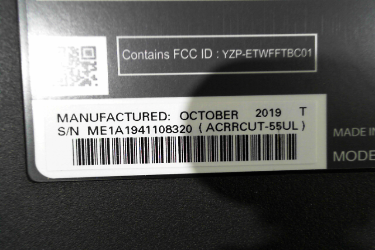 Contains FCC ID : YZP-ETWFFTBC01
MANUFACTURED: OCTOBER 2019 T
S/N ME1A1941108320 (ACRRCUT-55UL)
MADE IN
MODE